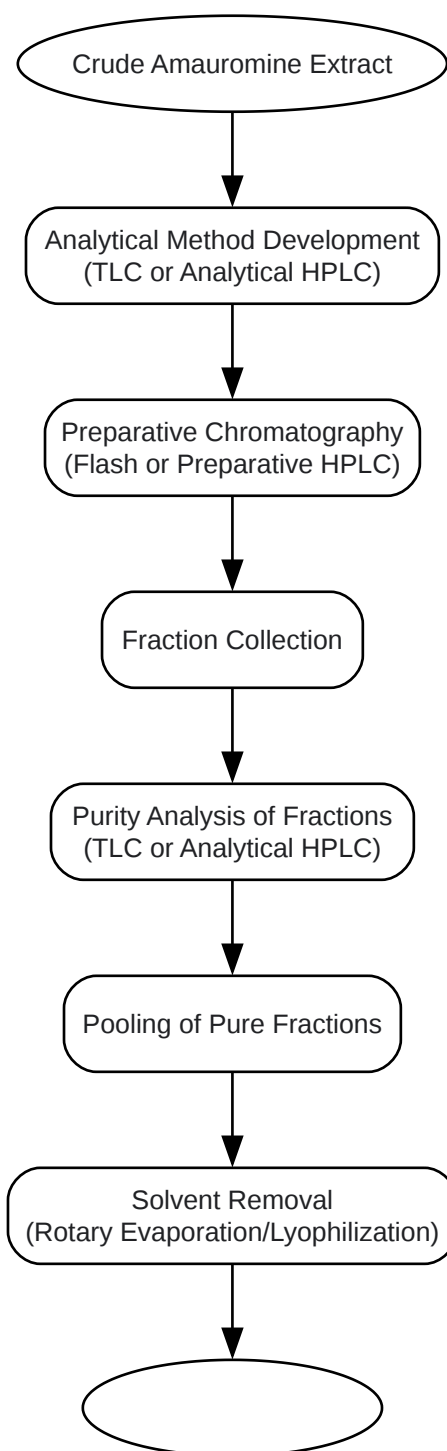 Crude Amauromine Extract
Analytical Method Development
(TLC or Analytical HPLC)
Preparative Chromatography
(Flash or Preparative HPLC)
Fraction Collection
Purity Analysis of Fractions
(TLC or Analytical HPLC)
Pooling of Pure Fractions
Solvent Removal
(Rotary Evaporation/Lyophilization)